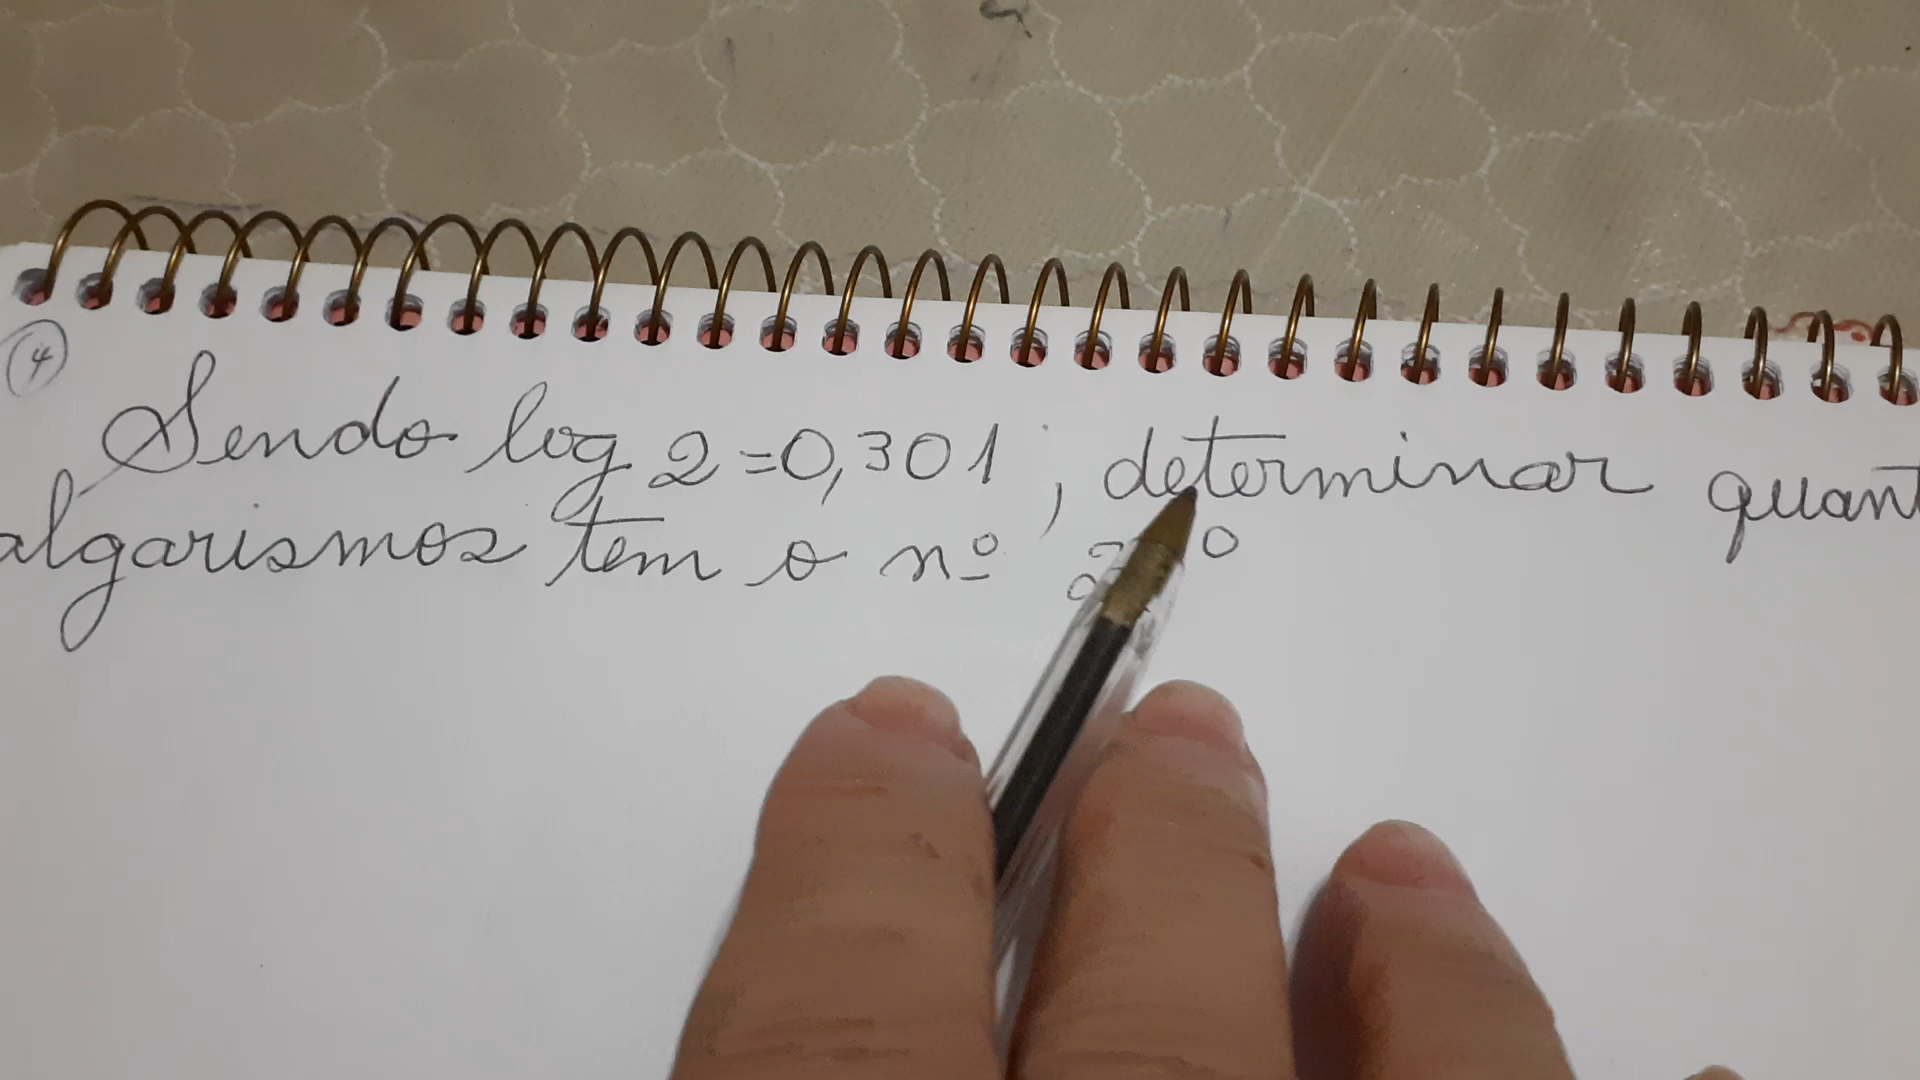 ④
Sendo log 2 = 0,301, determinar quant
algarismos tem o nº